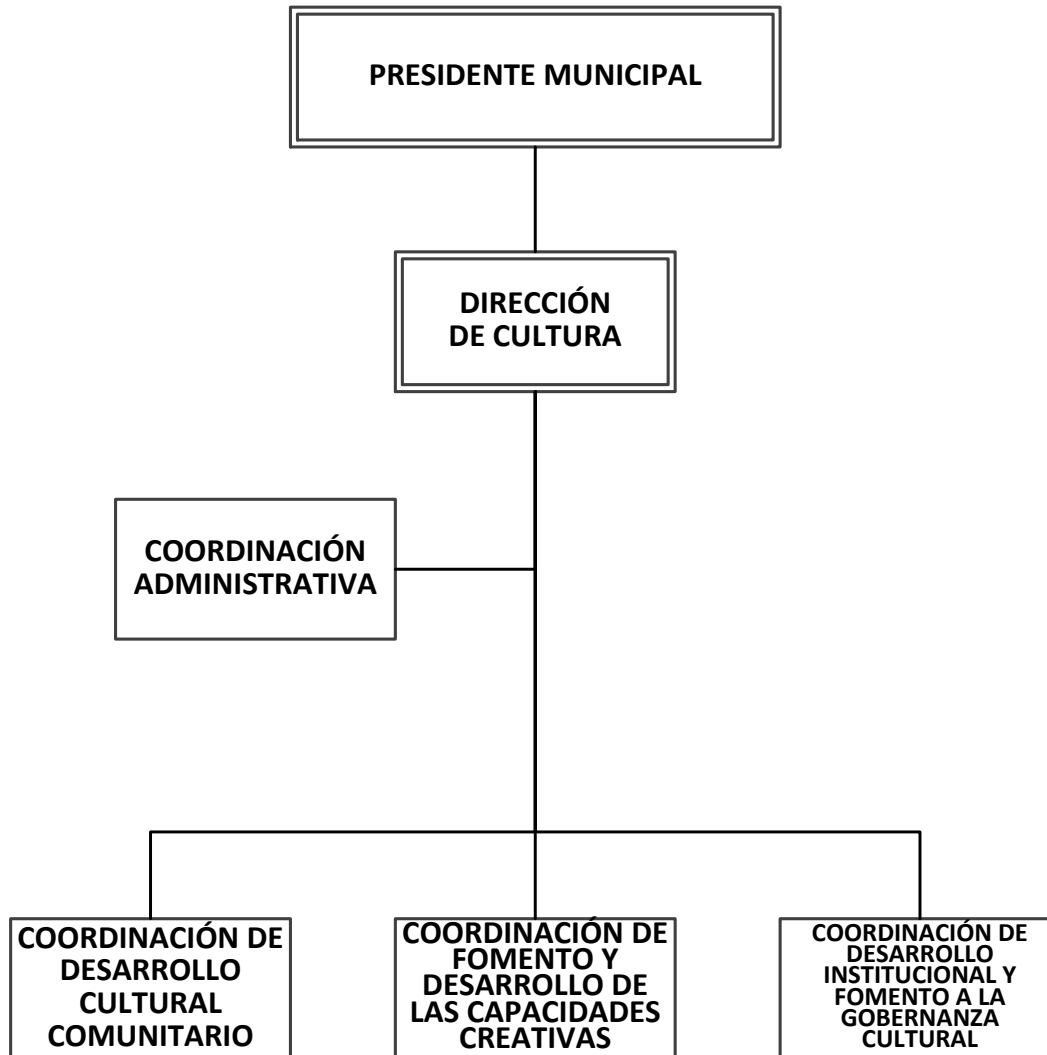 PRESIDENTE MUNICIPAL
DIRECCIÓN
DE CULTURA
COORDINACIÓN
ADMINISTRATIVA
COORDINACIÓN DE
DESARROLLO
CULTURAL
COMUNITARIO
COORDINACIÓN DE
FOMENTO Y
DESARROLLO DE
LAS CAPACIDADES
CREATIVAS
COORDINACIÓN DE
DESARROLLO
INSTITUCIONAL Y
FOMENTO A LA
GOBERNANZA
CULTURAL